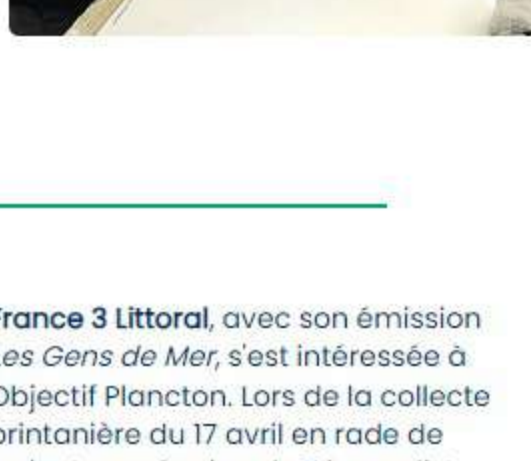 France 3 Littoral, avec son émission
Les Gens de Mer, s'est intéressée à
Objectif Plancton. Lors de la collecte
printanière du 17 avril en rade de